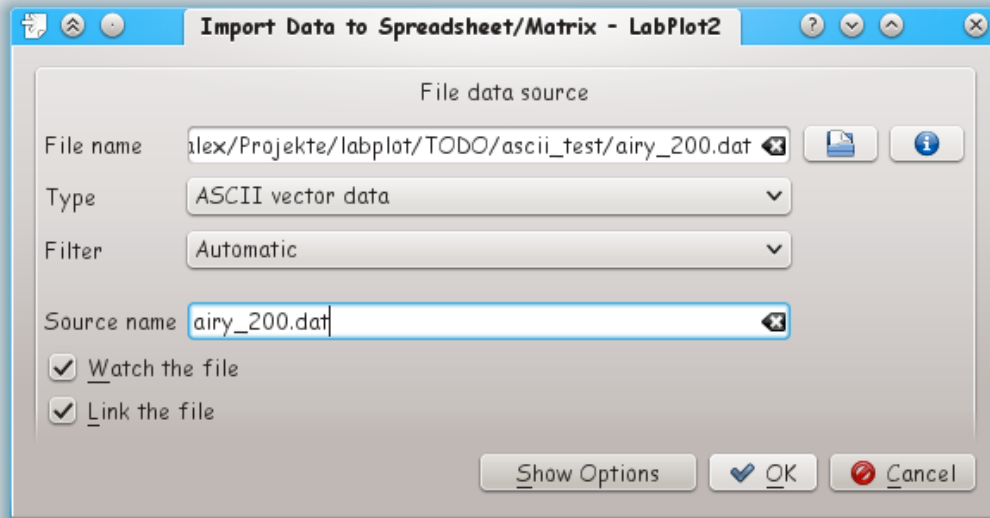 Import Data to Spreadsheet/Matrix - LabPlot2
File data source
File name alex/Projekte/labplot/TODO/ascii_test/airy_200.dat
Type ASCII vector data
Filter Automatic
Source name airy_200.dat
Watch the file
Link the file
Show Options OK Cancel